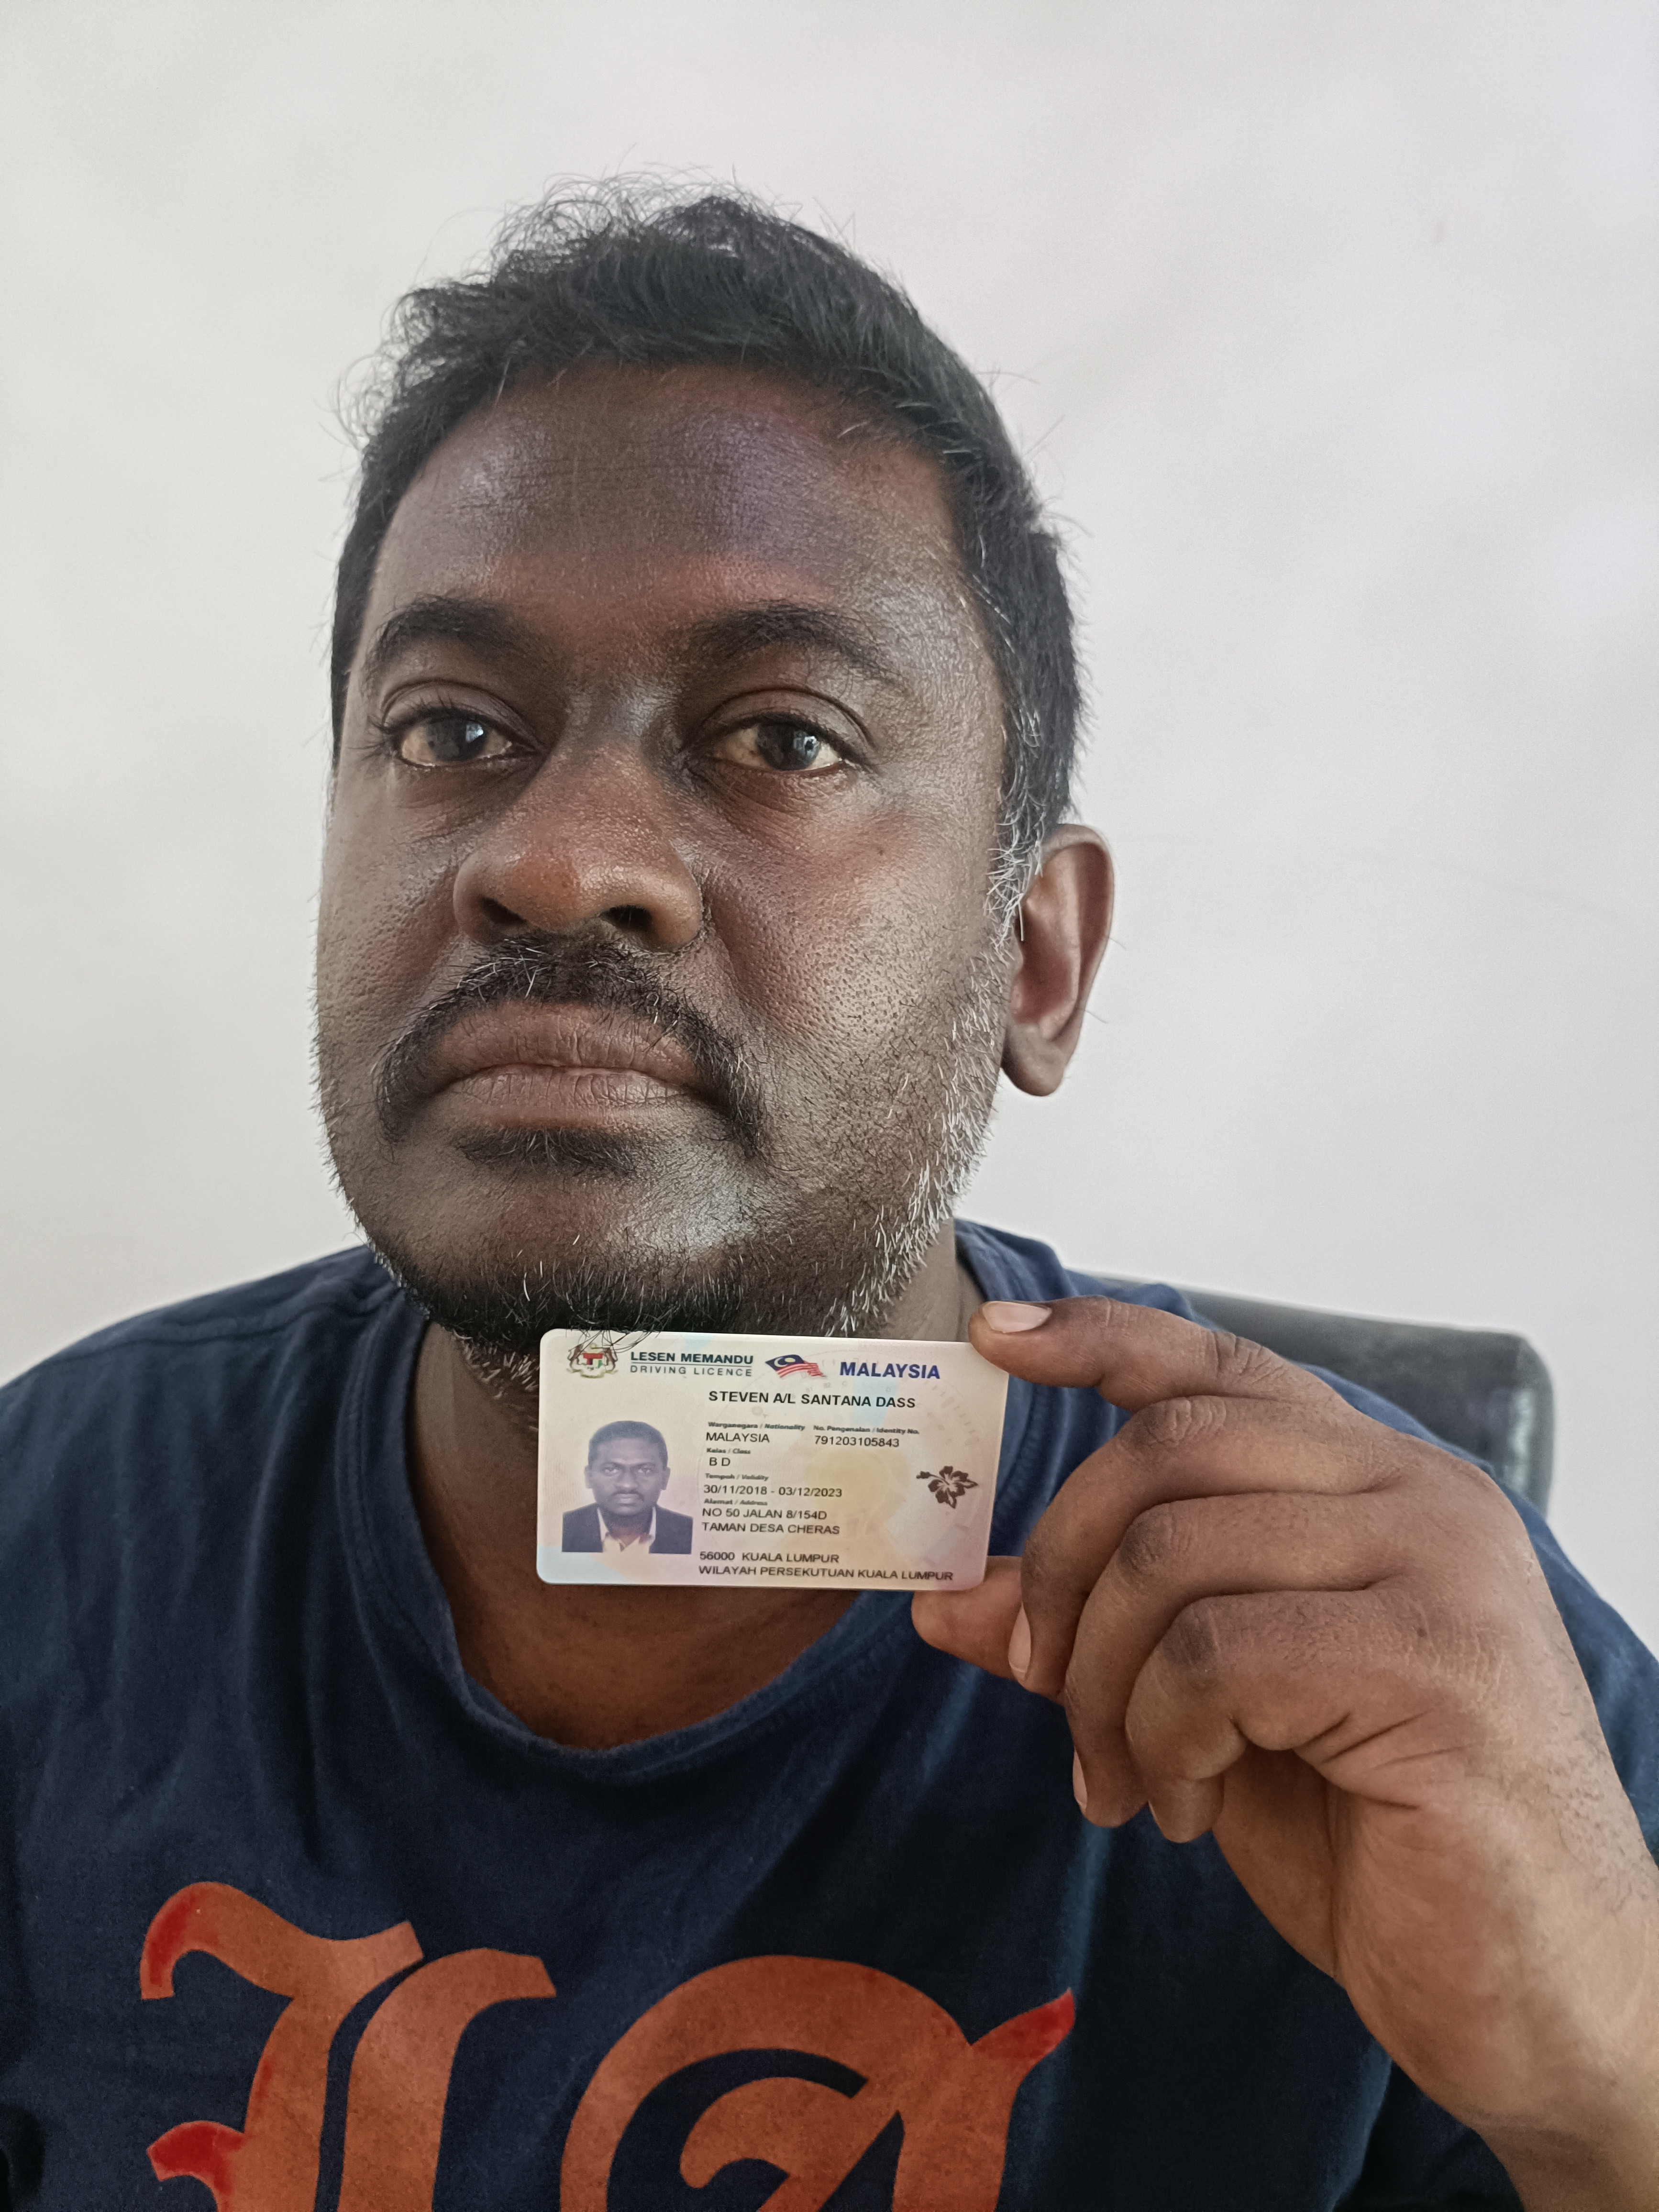 LESEN MEMANDU
DRIVING LICENCE
MALAYSIA
STEVEN A/L SANTANA DASS
Warganegara / Nationality No. Pengenalan / Identity No.
MALAYSIA 791203105843
Kelas / Class
B D
Tempoh / Validity
30/11/2018 - 03/12/2023
Alamat / Address
NO 50 JALAN 8/154D
TAMAN DESA CHERAS
56000 KUALA LUMPUR
WILAYAH PERSEKUTUAN KUALA LUMPUR